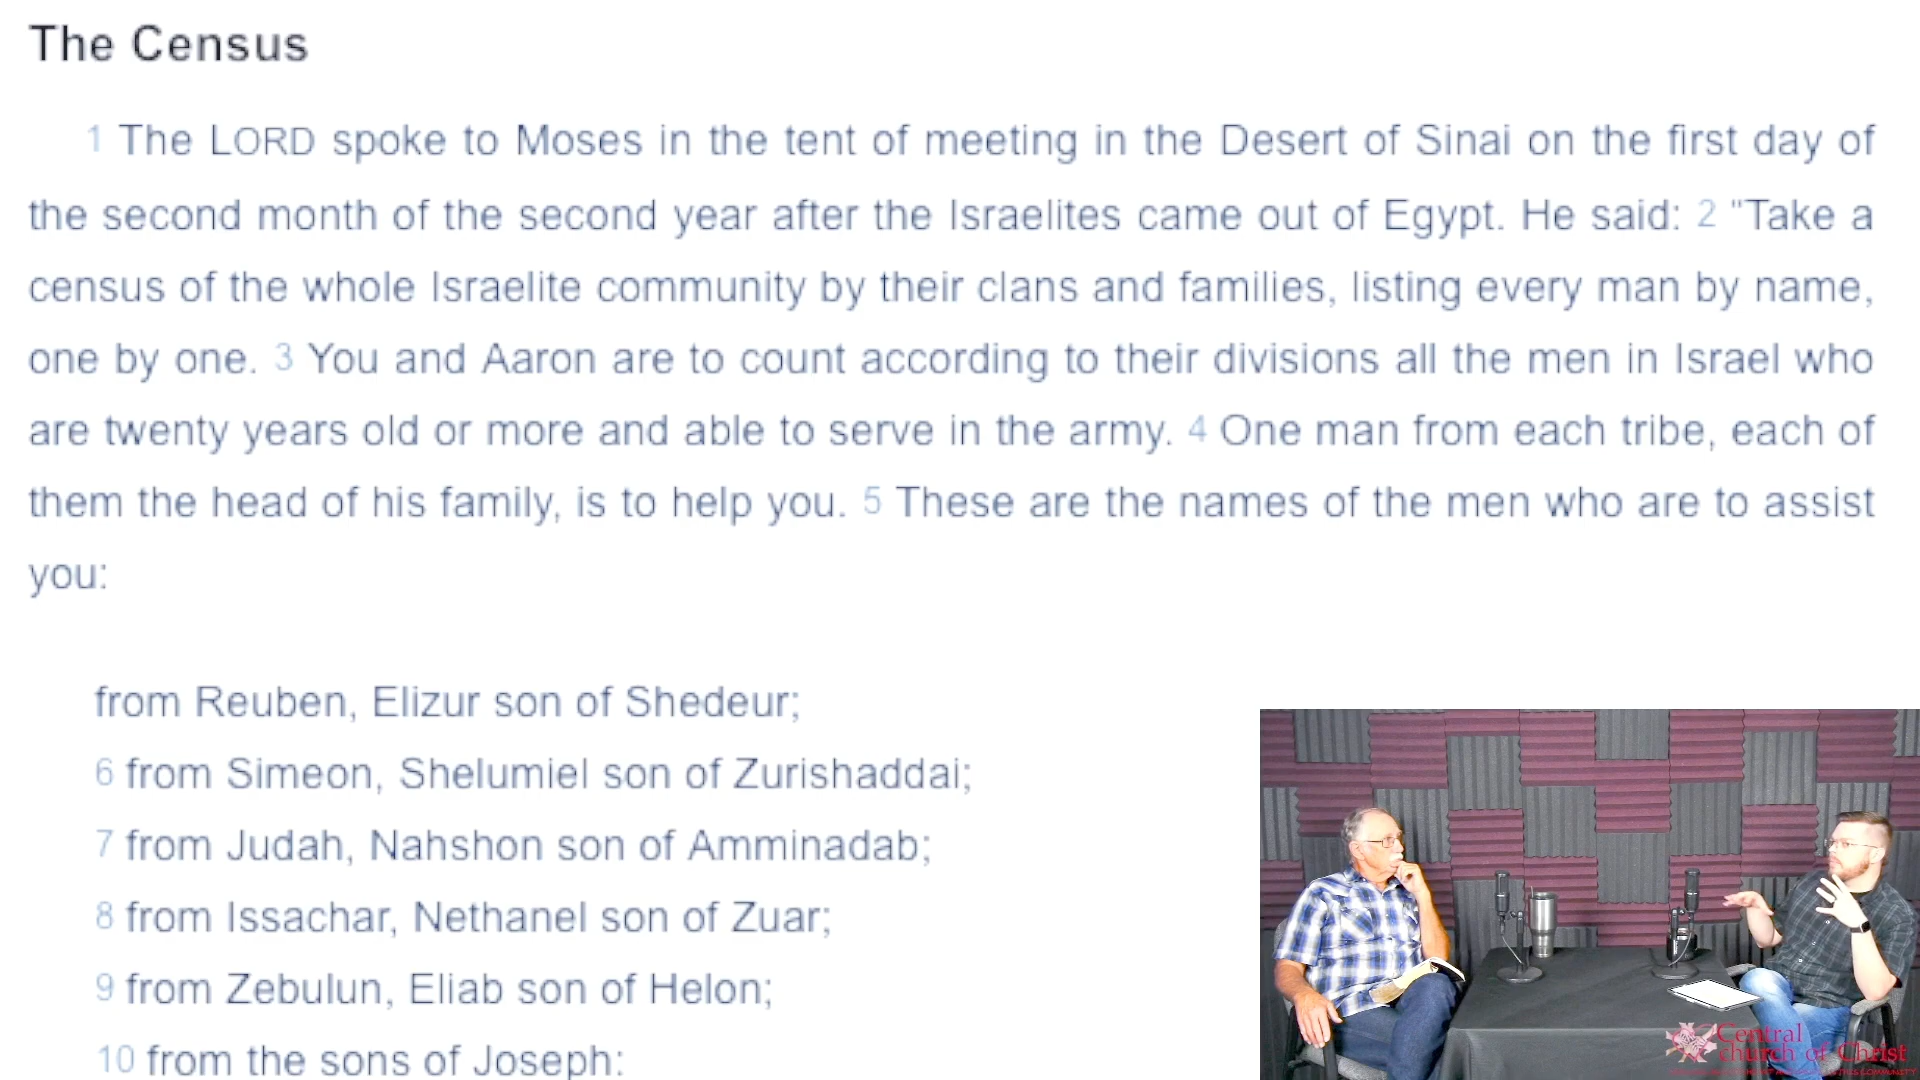 The Census
1 The LORD spoke to Moses in the tent of meeting in the Desert of Sinai on the first day of
the second month of the second year after the Israelites came out of Egypt. He said: 2 "Take a
census of the whole Israelite community by their clans and families, listing every man by name,
one by one. 3 You and Aaron are to count according to their divisions all the men in Israel who
are twenty years old or more and able to serve in the army. 4 One man from each tribe, each of
them the head of his family, is to help you. 5 These are the names of the men who are to assist
you:
from Reuben, Elizur son of Shedeur;
6 from Simeon, Shelumiel son of Zurishaddai;
7 from Judah, Nahshon son of Amminadab;
8 from Issachar, Nethanel son of Zuar;
9 from Zebulun, Eliab son of Helon;
10 from the sons of Joseph:
Central
church of Christ
COMMUNITY